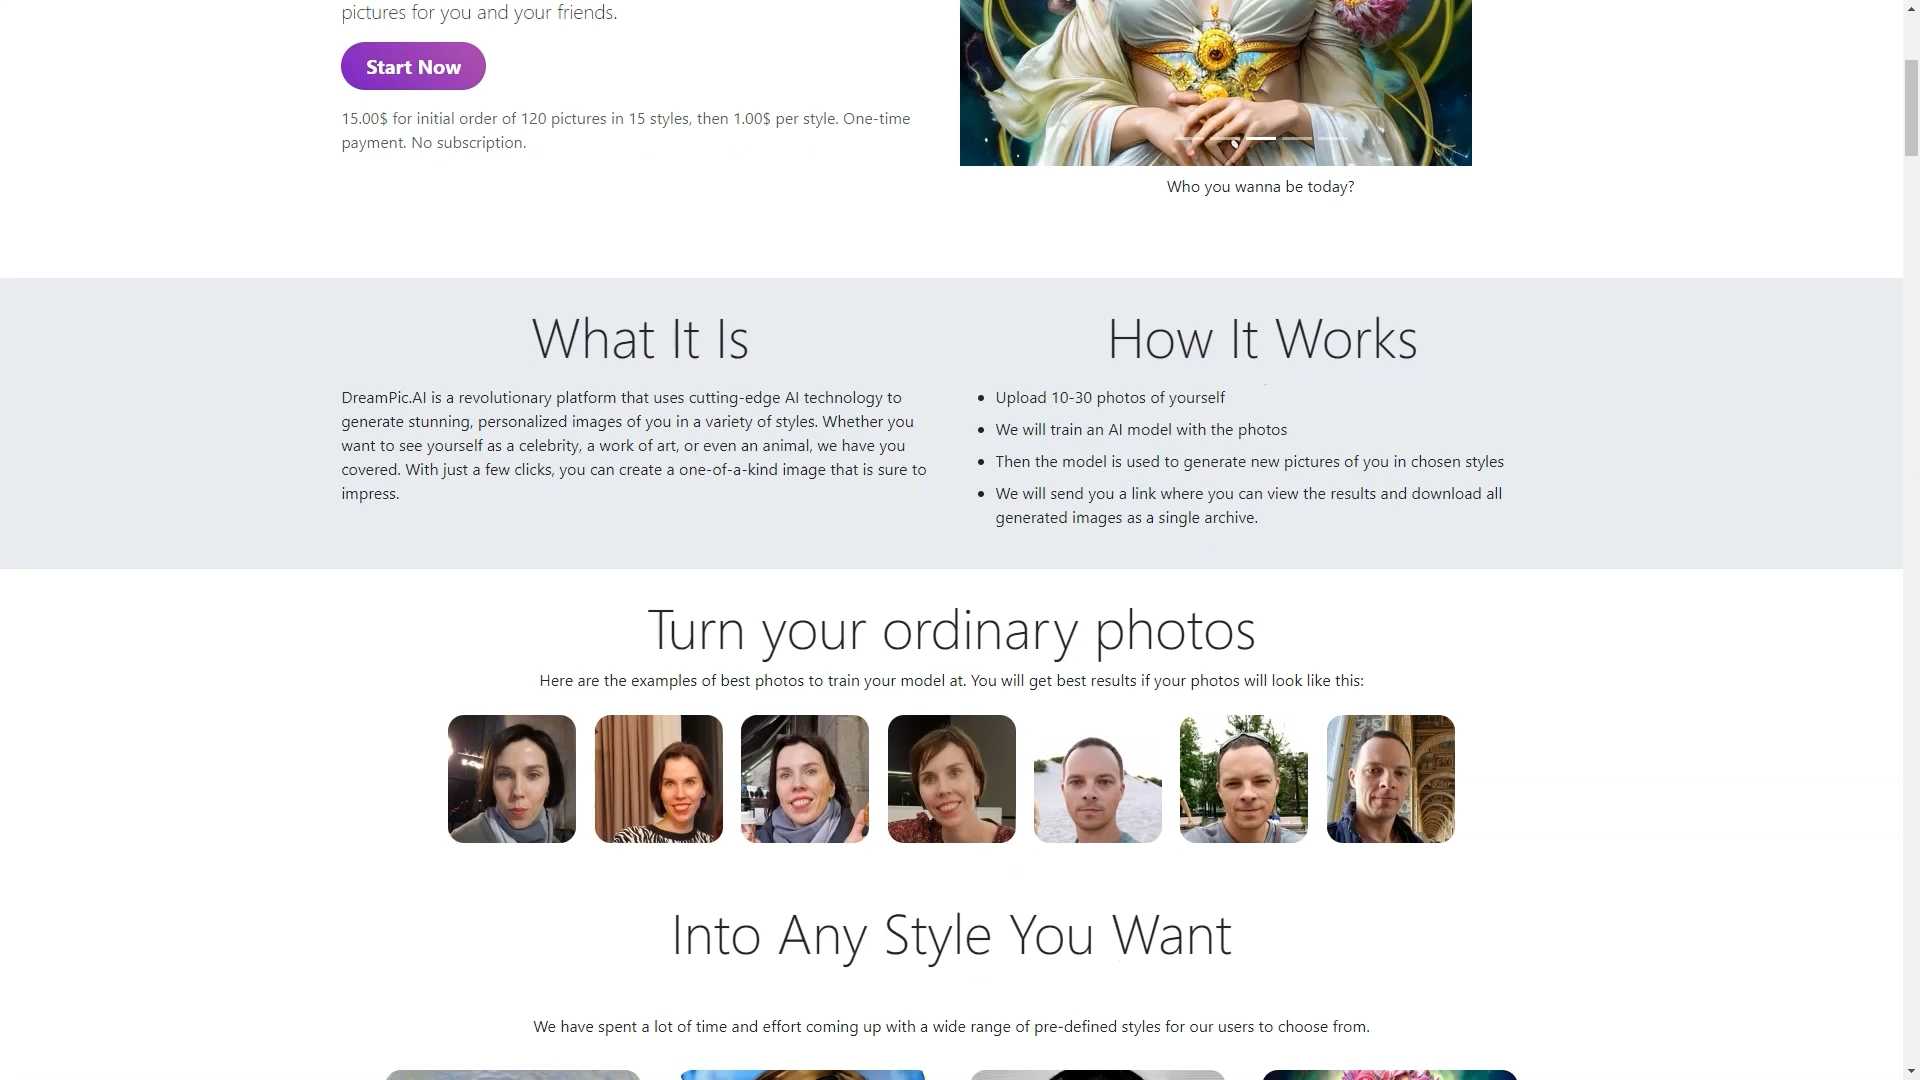 pictures for you and your friends.
Start Now
15.00$ for initial order of 120 pictures in 15 styles, then 1.00$ per style. One-time
payment. No subscription.
Who you wanna be today?
What It Is
DreamPic.AI is a revolutionary platform that uses cutting-edge AI technology to
generate stunning, personalized images of you in a variety of styles. Whether you
want to see yourself as a celebrity, a work of art, or even an animal, we have you
covered. With just a few clicks, you can create a one-of-a-kind image that is sure to
impress.
How It Works
Upload 10-30 photos of yourself
We will train an AI model with the photos
Then the model is used to generate new pictures of you in chosen styles
We will send you a link where you can view the results and download all
generated images as a single archive.
Turn your ordinary photos
Here are the examples of best photos to train your model at. You will get best results if your photos will look like this:
Into Any Style You Want
We have spent a lot of time and effort coming up with a wide range of pre-defined styles for our users to choose from.